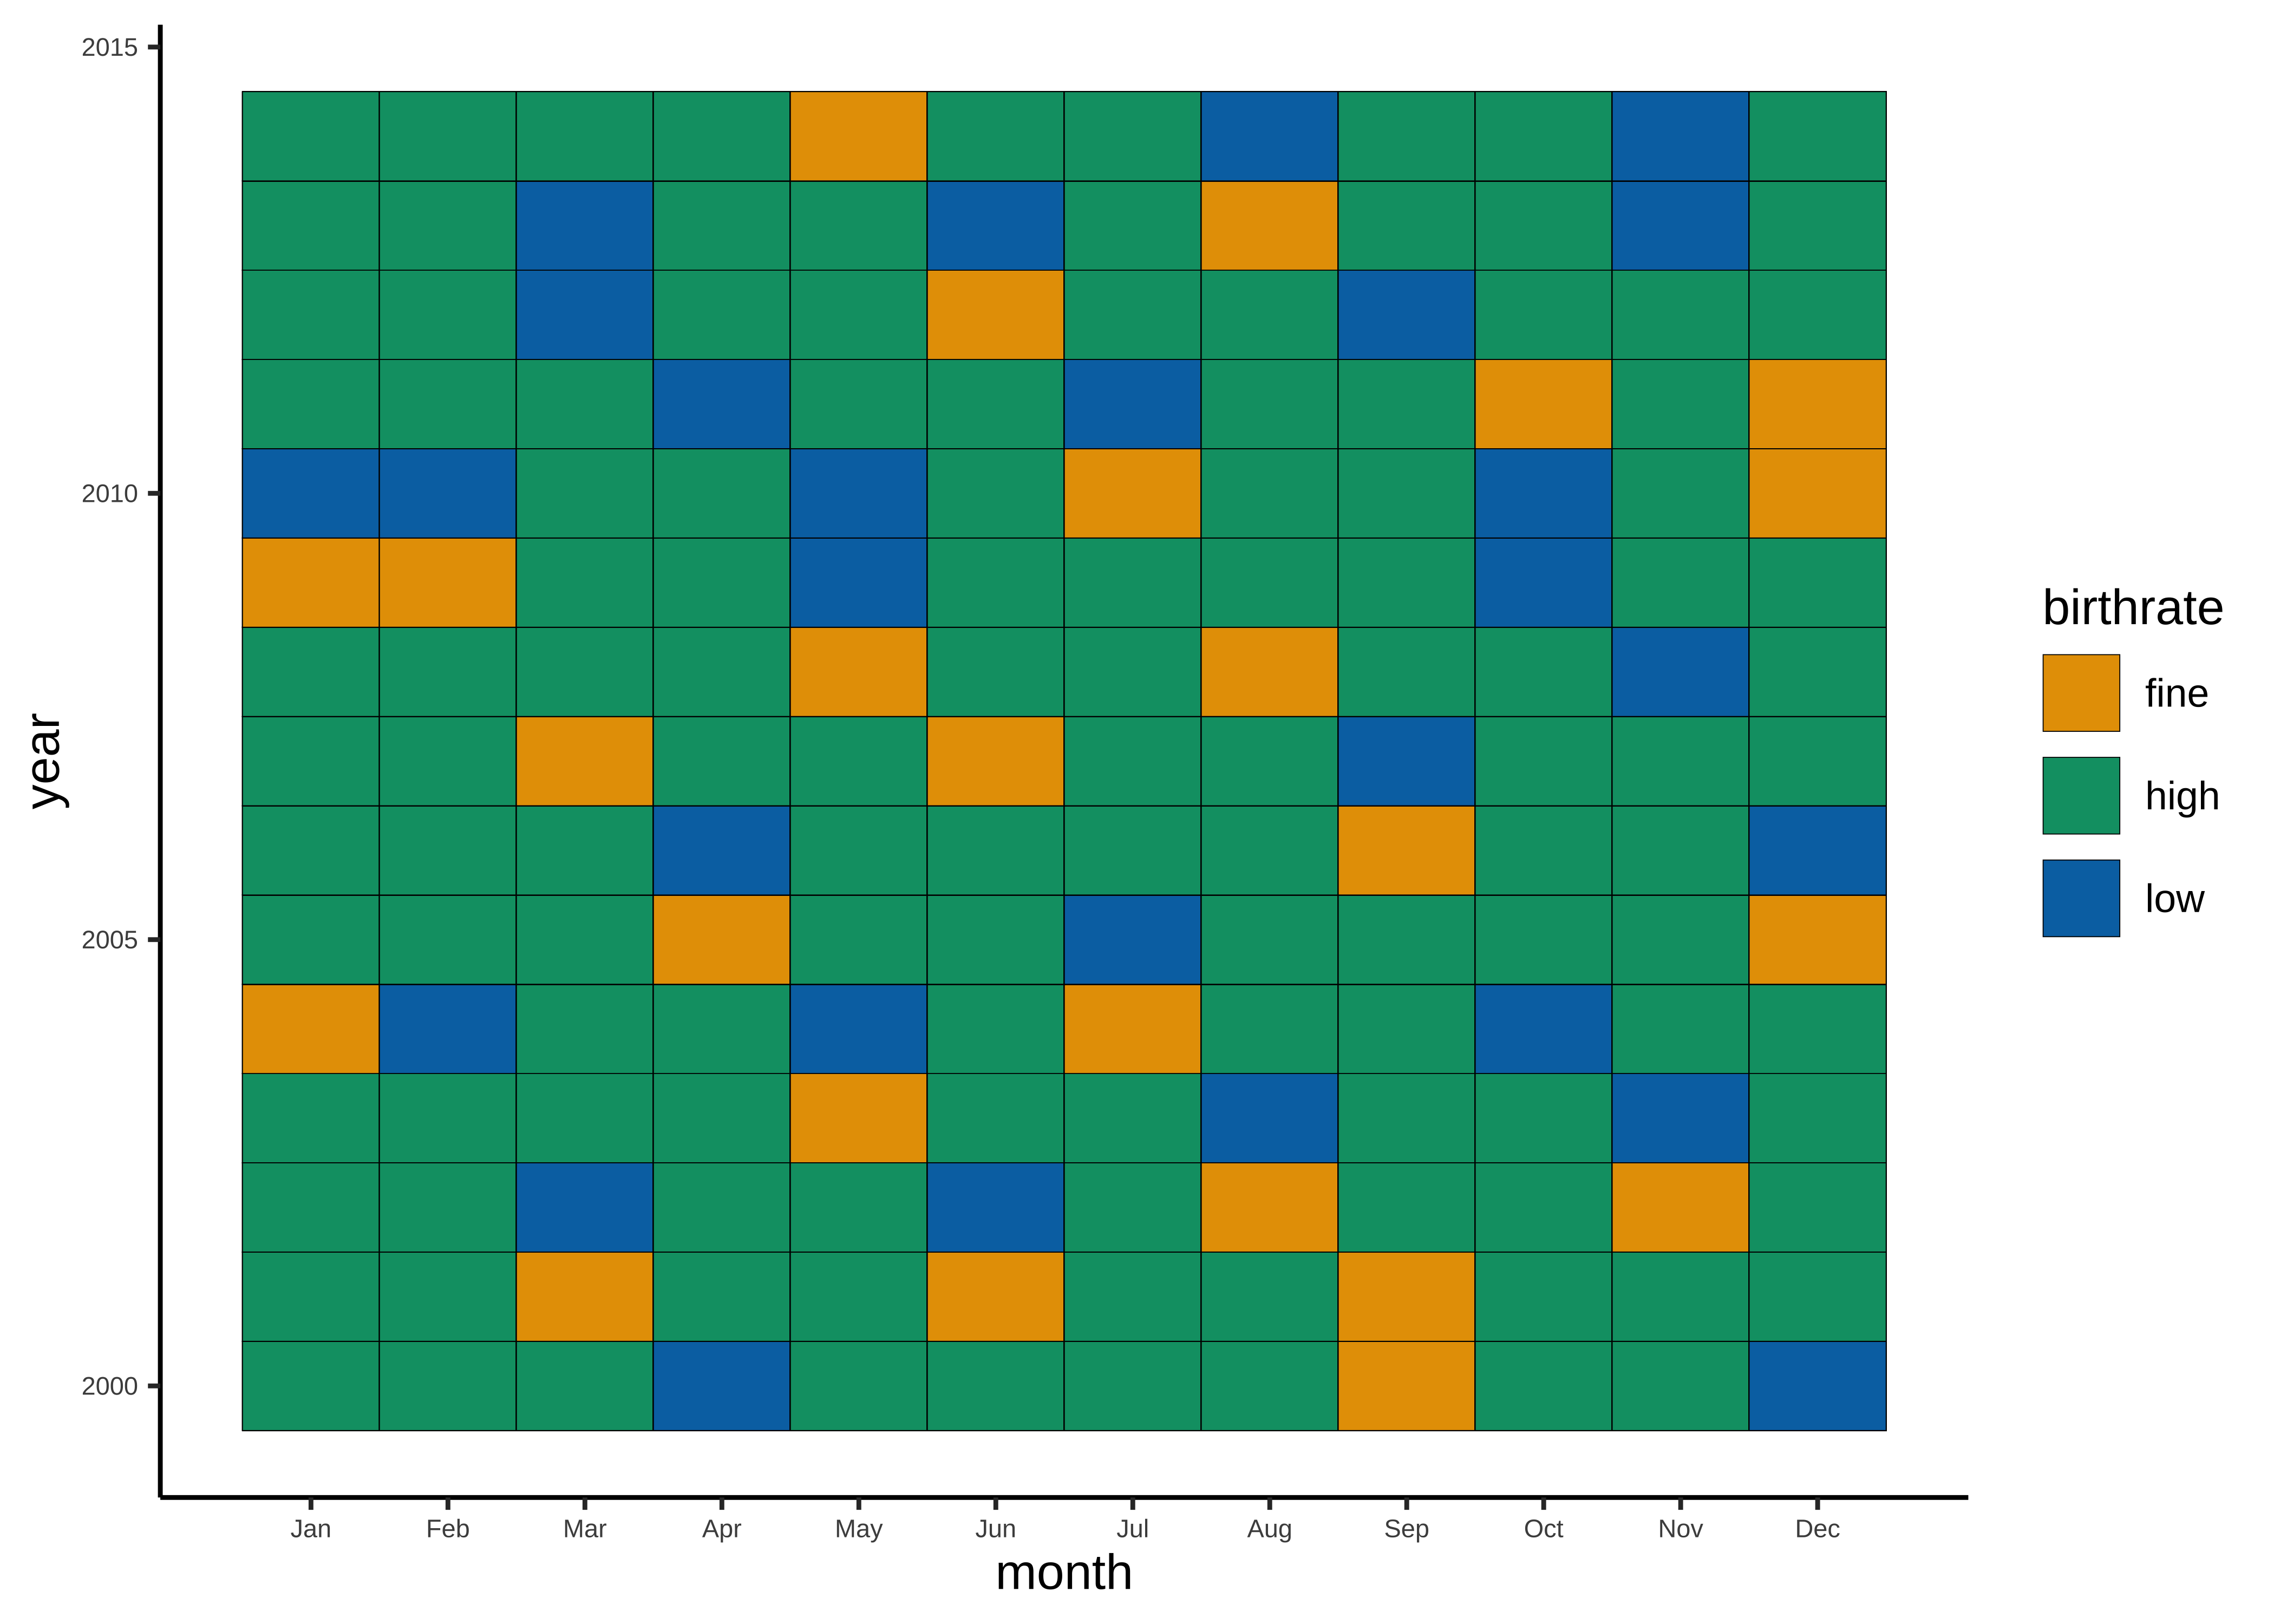 2015
2010
2005
2000
year
Jan Feb Mar Apr May Jun Jul Aug Sep Oct Nov Dec
month
birthrate
fine
high
low